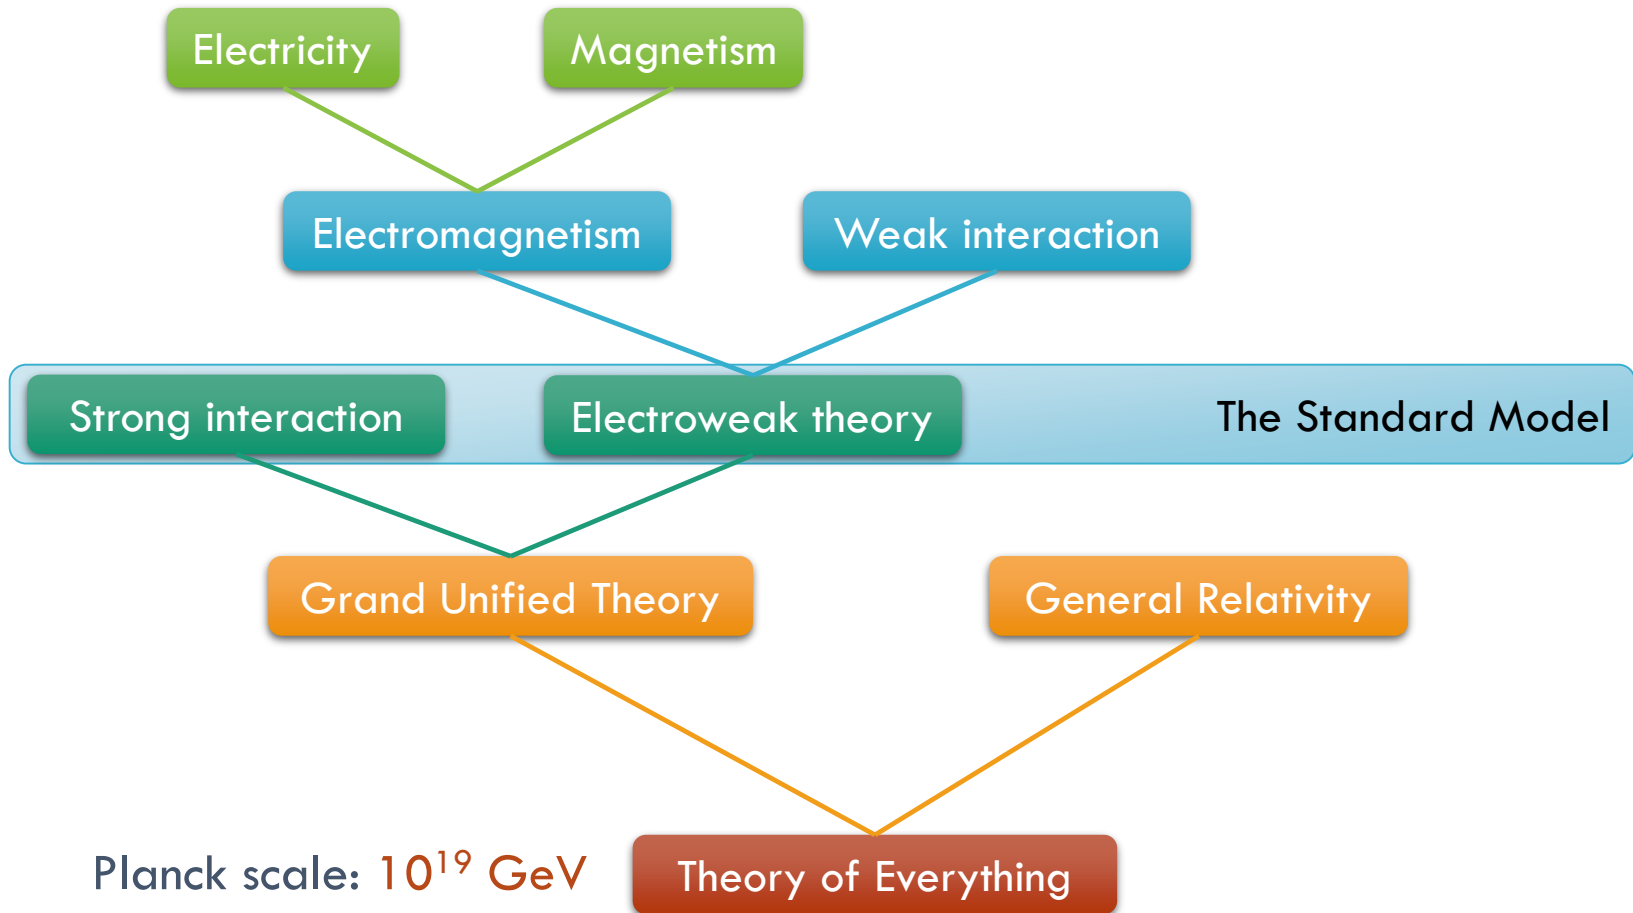 Electricity
Magnetism
Electromagnetism
Weak interaction
Strong interaction
Electroweak theory
The Standard Model
Grand Unified Theory
General Relativity
Planck scale: 10¹⁹ GeV
Theory of Everything